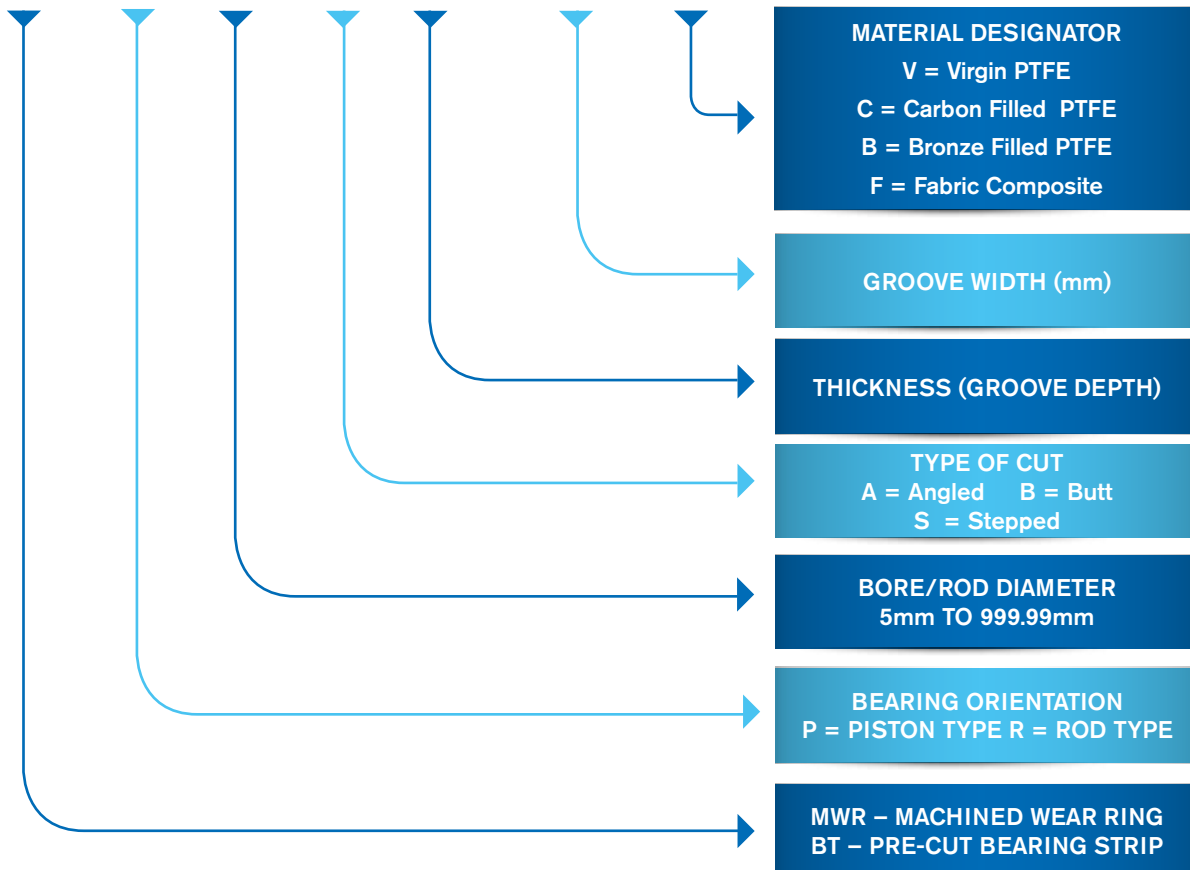 MATERIAL DESIGNATOR
V = Virgin PTFE
C = Carbon Filled PTFE
B = Bronze Filled PTFE
F = Fabric Composite
GROOVE WIDTH (mm)
THICKNESS (GROOVE DEPTH)
TYPE OF CUT
A = Angled B = Butt
S = Stepped
BORE/ROD DIAMETER
5mm TO 999.99mm
BEARING ORIENTATION
P = PISTON TYPE R = ROD TYPE
MWR – MACHINED WEAR RING
BT – PRE-CUT BEARING STRIP